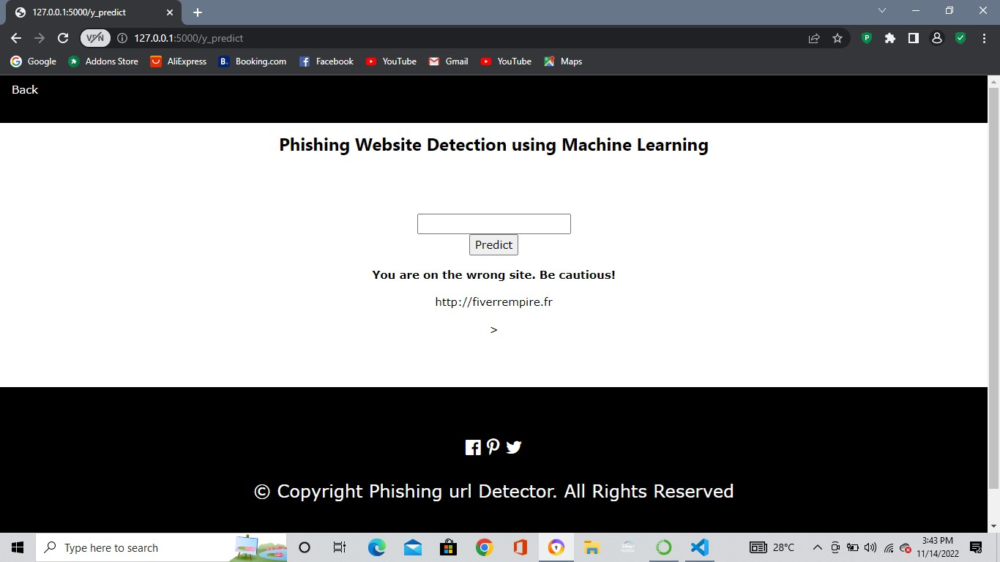 127.0.0.1:5000/y_predict
VPN 127.0.0.1:5000/y_predict
Google Addons Store AliExpress B. Booking.com Facebook YouTube Gmail YouTube Maps
Back
Phishing Website Detection using Machine Learning
Predict
You are on the wrong site. Be cautious!
http://fiverrempire.fr
>
© Copyright Phishing url Detector. All Rights Reserved
Type here to search 28°C 3:43 PM
11/14/2022